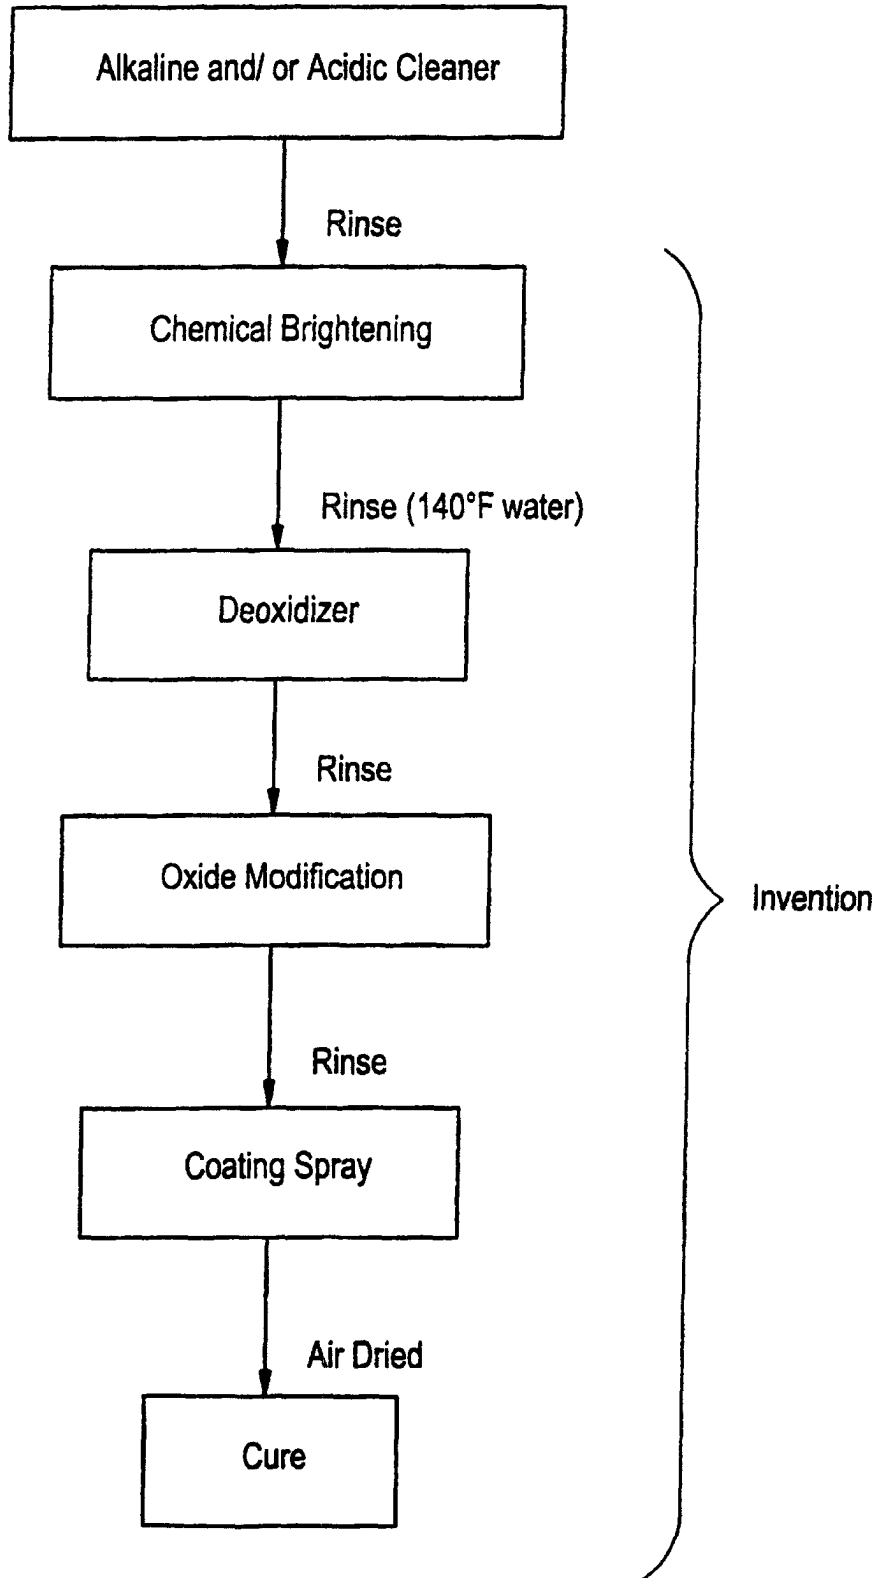 Alkaline and/ or Acidic Cleaner
Rinse
Chemical Brightening
Rinse (140°F water)
Deoxidizer
Rinse
Oxide Modification
Invention
Rinse
Coating Spray
Air Dried
Cure